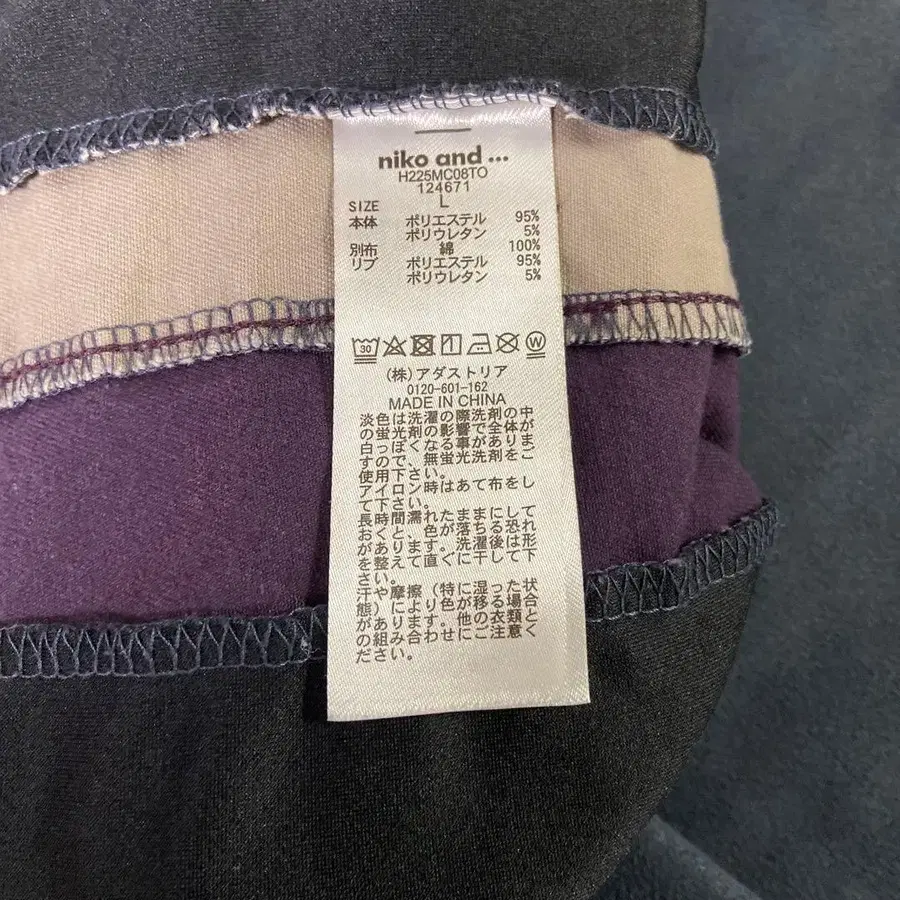 niko and ...
H225MC08TO
124671
SIZE L
本体 ポリエステル 95%
ポリウレタン 5%
別布 綿 100%
リブ ポリエステル 95%
ポリウレタン 5%
30 W
(株)アダストリア
0120-601-162
MADE IN CHINA
淡色は洗濯の際洗剤の中
の蛍光剤の影響で全体が
白っぽくなる事がありま
すので、無蛍光洗剤をご
使用下さい。
アイロン時はあて布をし
て下さい。
長時間濡れたままにして
おくと、色が落ちる恐れ
があります。洗濯後は形
を整えて直ぐに干して下
さい。
汗や摩擦（特に湿った状
態）により色が移る場合
があります。他の衣類と
の組み合わせにご注意く
ださい。